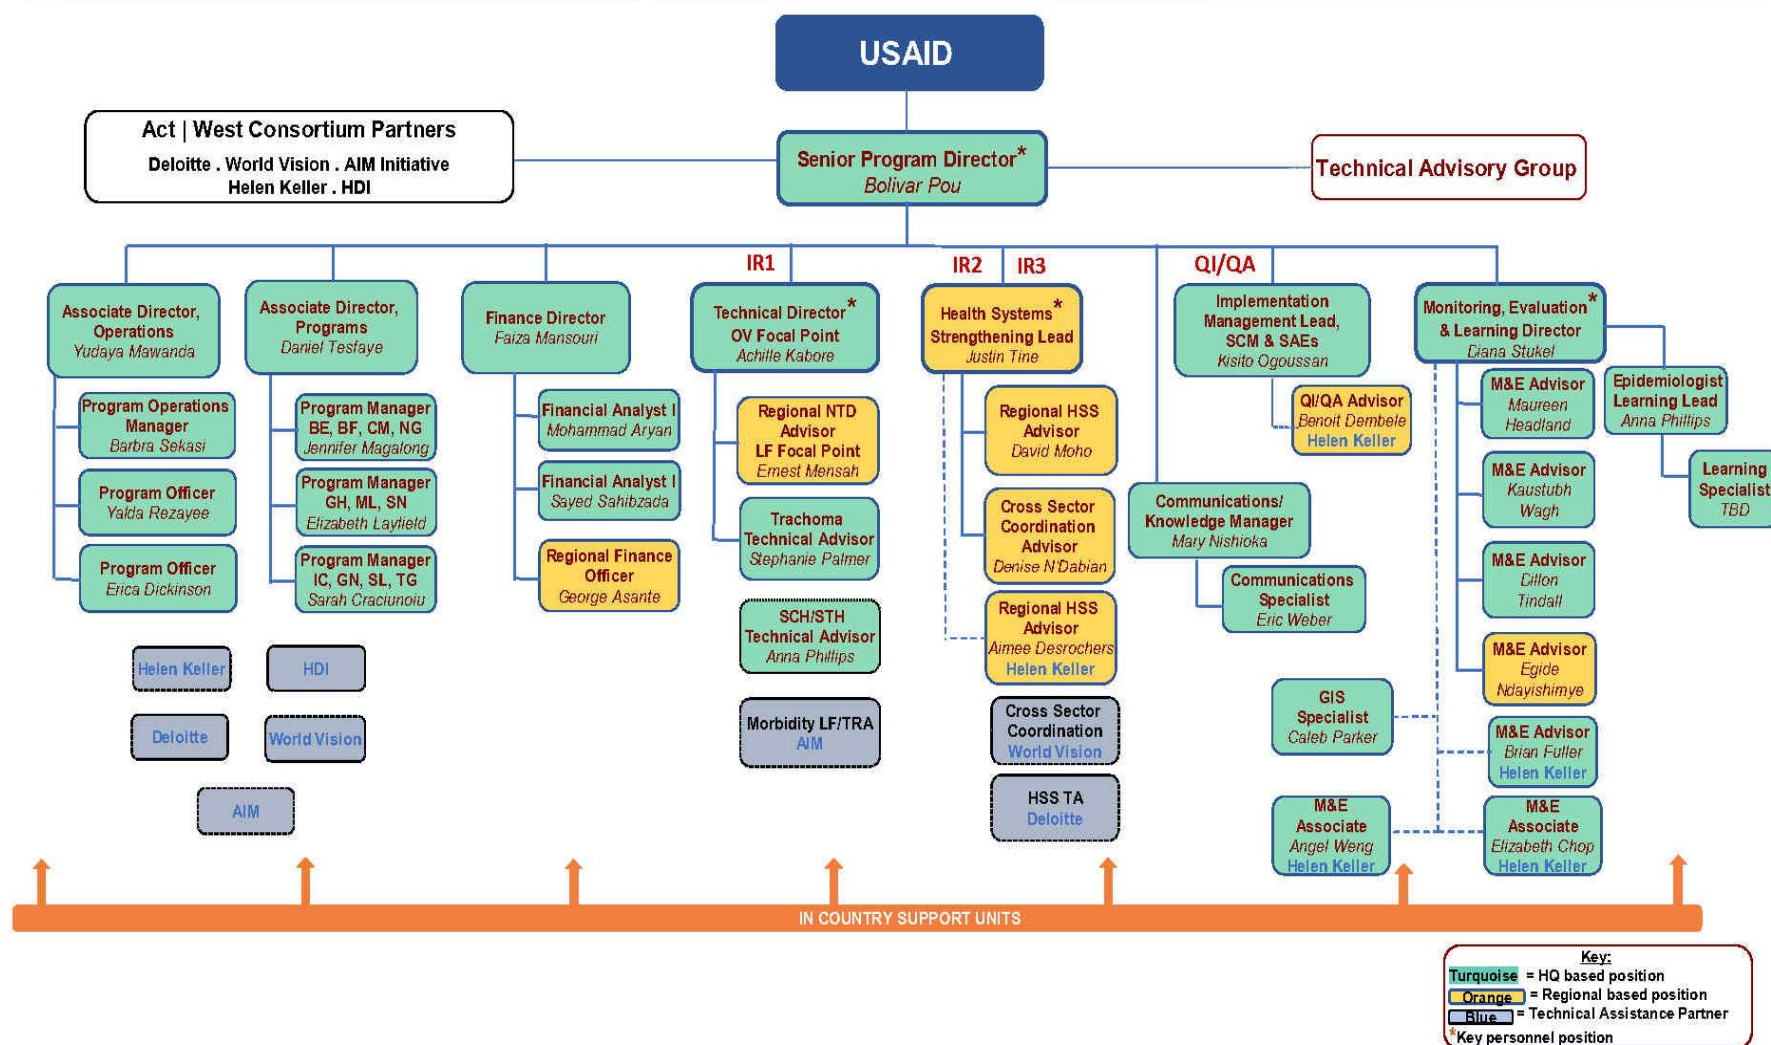 USAID
Act | West Consortium Partners
Deloitte . World Vision . AIM Initiative
Helen Keller . HDI
Senior Program Director*
Bolivar Pou
Technical Advisory Group
IR1
IR2
IR3
QI/QA
Associate Director,
Operations
Yudaya Mawanda
Program Operations
Manager
Barbra Sekasi
Program Officer
Yalda Rezayee
Program Officer
Erica Dickinson
Associate Director,
Programs
Daniel Tesfaye
Program Manager
BE, BF, CM, NG
Jennifer Magalong
Program Manager
GH, ML, SN
Elizabeth Layfield
Program Manager
IC, GN, SL, TG
Sarah Craciunoiu
Helen Keller
HDI
Deloitte
World Vision
AIM
Finance Director
Faiza Mansouri
Financial Analyst I
Mohammad Aryan
Financial Analyst I
Sayed Sahibzada
Regional Finance
Officer
George Asante
Technical Director*
OV Focal Point
Achille Kabore
Regional NTD
Advisor
LF Focal Point
Ernest Mensah
Trachoma
Technical Advisor
Stephanie Palmer
SCH/STH
Technical Advisor
Anna Phillips
Morbidity LF/TRA
AIM
Health Systems*
Strengthening Lead
Justin Tine
Regional HSS
Advisor
David Moho
Cross Sector
Coordination
Advisor
Denise N'Dabian
Regional HSS
Advisor
Aimee Desrochers
Helen Keller
Cross Sector
Coordination
World Vision
HSS TA
Deloitte
Communications/
Knowledge Manager
Mary Nishioka
Communications
Specialist
Eric Weber
Implementation
Management Lead,
SCM & SAEs
Kisito Ogoussan
QI/QA Advisor
Benoit Dembele
Helen Keller
Monitoring, Evaluation*
& Learning Director
Diana Stukel
M&E Advisor
Maureen
Headland
M&E Advisor
Kaustubh
Wagh
M&E Advisor
Dillon
Tindall
M&E Advisor
Egide
Ndayishimye
GIS
Specialist
Caleb Parker
M&E Advisor
Brian Fuller
Helen Keller
M&E
Associate
Angel Weng
Helen Keller
M&E
Associate
Elizabeth Chop
Helen Keller
Epidemiologist
Learning Lead
Anna Phillips
Learning
Specialist
TBD
IN COUNTRY SUPPORT UNITS
Key:
Turquoise = HQ based position
Orange = Regional based position
Blue = Technical Assistance Partner
*Key personnel position